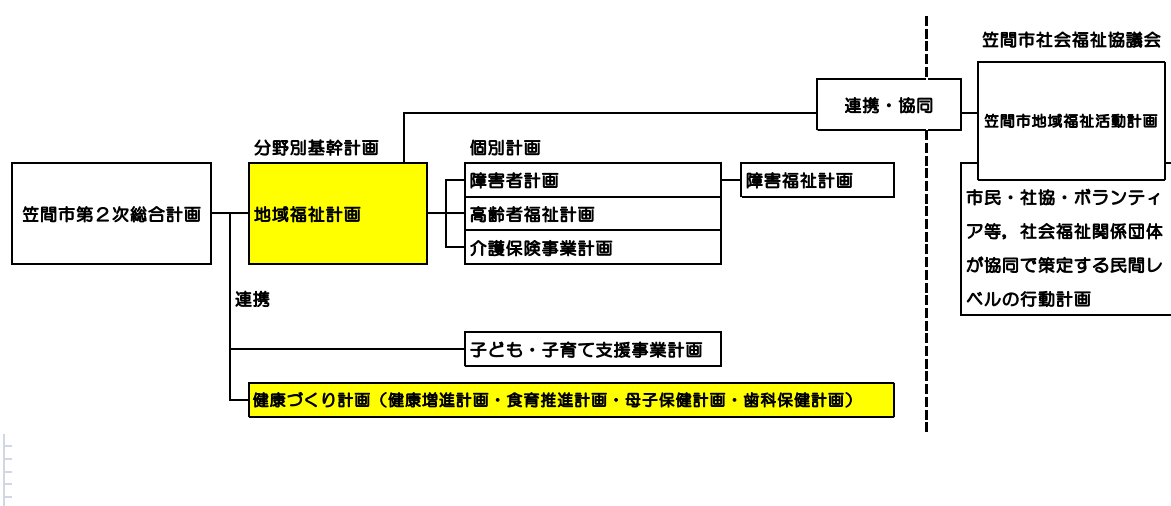 笠間市社会福祉協議会
連携・協同
笠間市地域福祉活動計画
分野別基幹計画
個別計画
笠間市第２次総合計画
地域福祉計画
障害者計画
障害福祉計画
高齢者福祉計画
介護保険事業計画
市民・社協・ボランティ
ア等，社会福祉関係団体
が協同で策定する民間レ
ベルの行動計画
連携
子ども・子育て支援事業計画
健康づくり計画（健康増進計画・食育推進計画・母子保健計画・歯科保健計画）